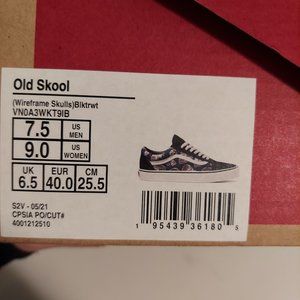 Old Skool
(Wireframe Skulls)Blktrwt
VN0A3WKT9IB
7.5 US MEN
9.0 US WOMEN
UK EUR CM
6.5 40.0 25.5
S2V - 05/21
CPSIA PO/CUT#
4001212510
1 95439 36180 5